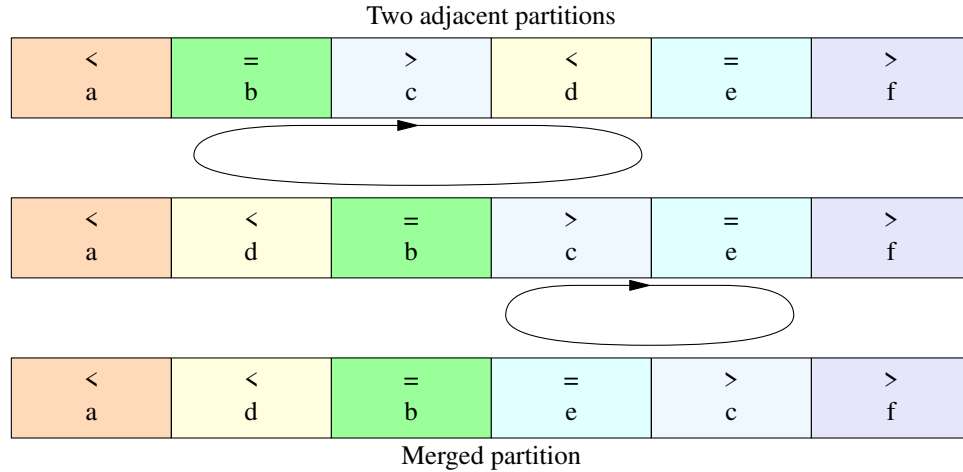 Two adjacent partitions
< = > < = >
a b c d e f
< < = > = >
a d b c e f
< < = = > >
a d b e c f
Merged partition